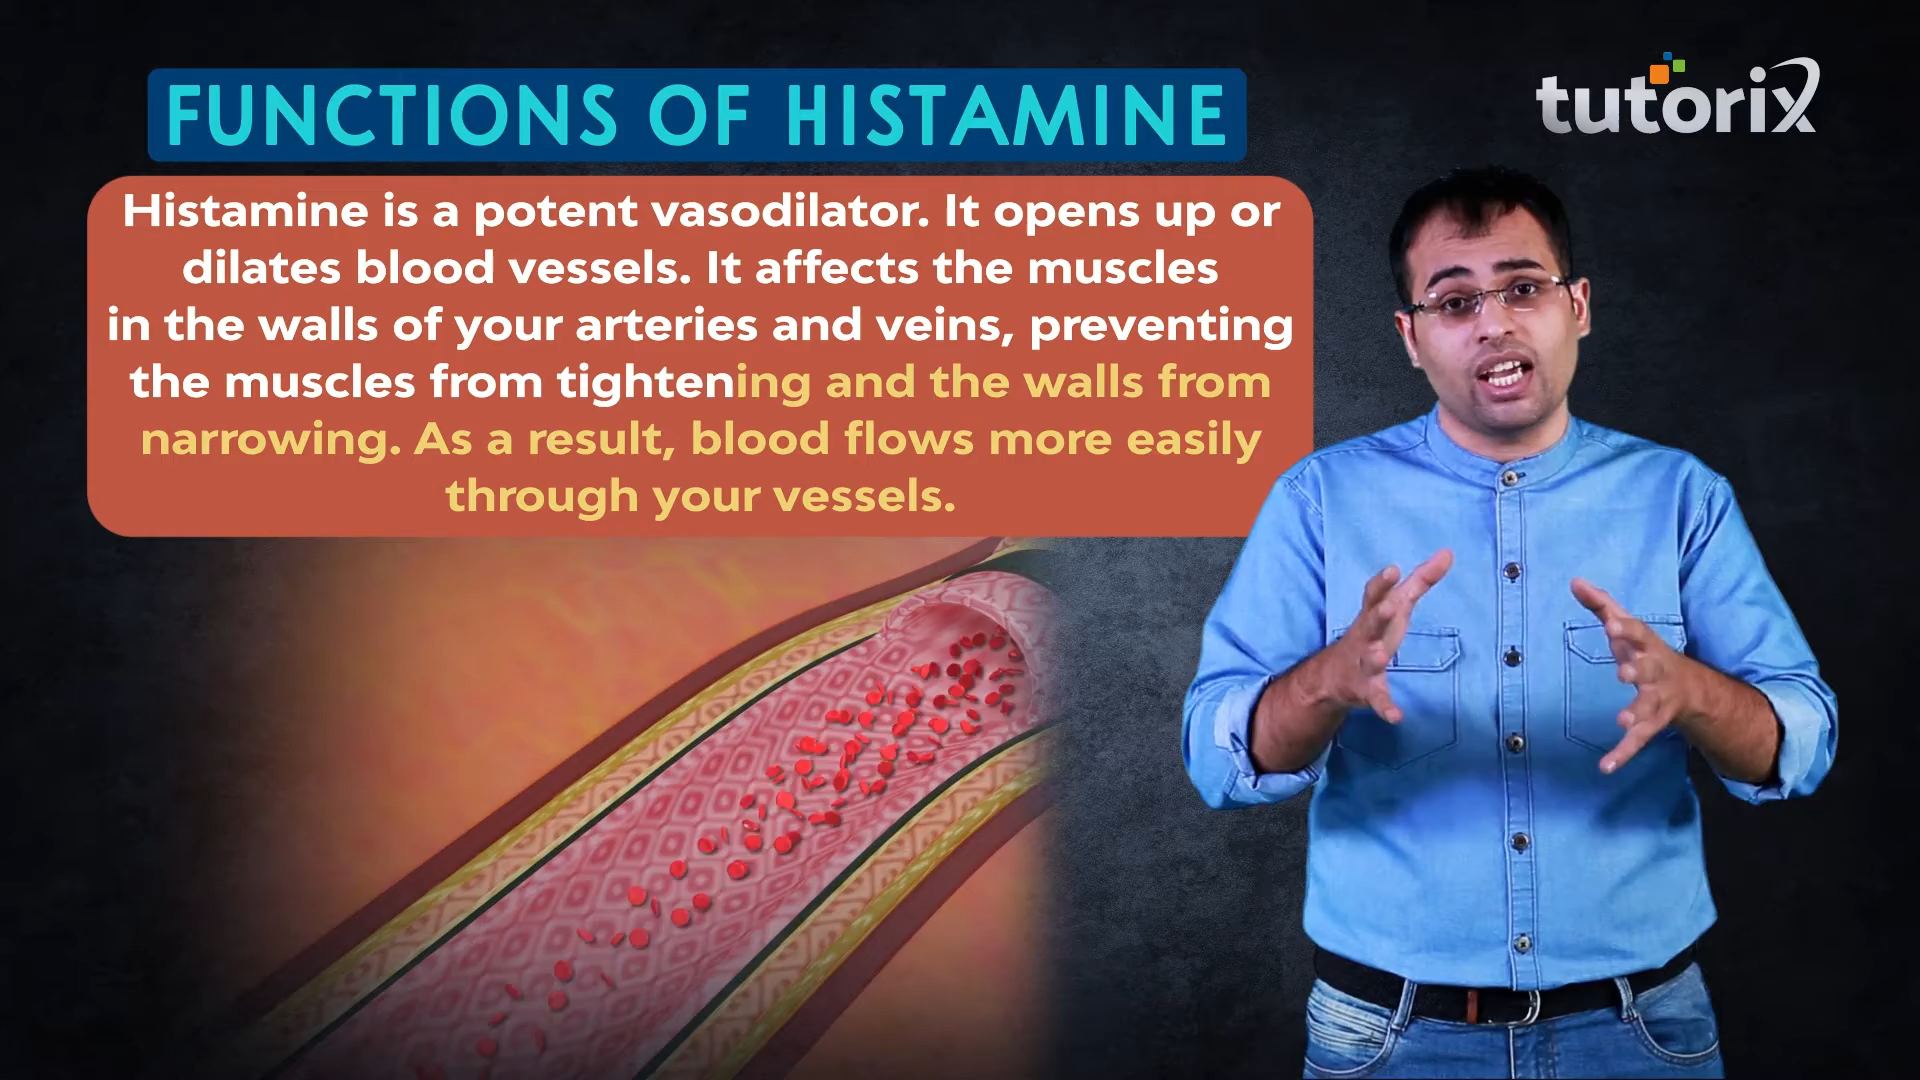 FUNCTIONS OF HISTAMINE
tutorix
Histamine is a potent vasodilator. It opens up or
dilates blood vessels. It affects the muscles
in the walls of your arteries and veins, preventing
the muscles from tightening and the walls from
narrowing. As a result, blood flows more easily
through your vessels.